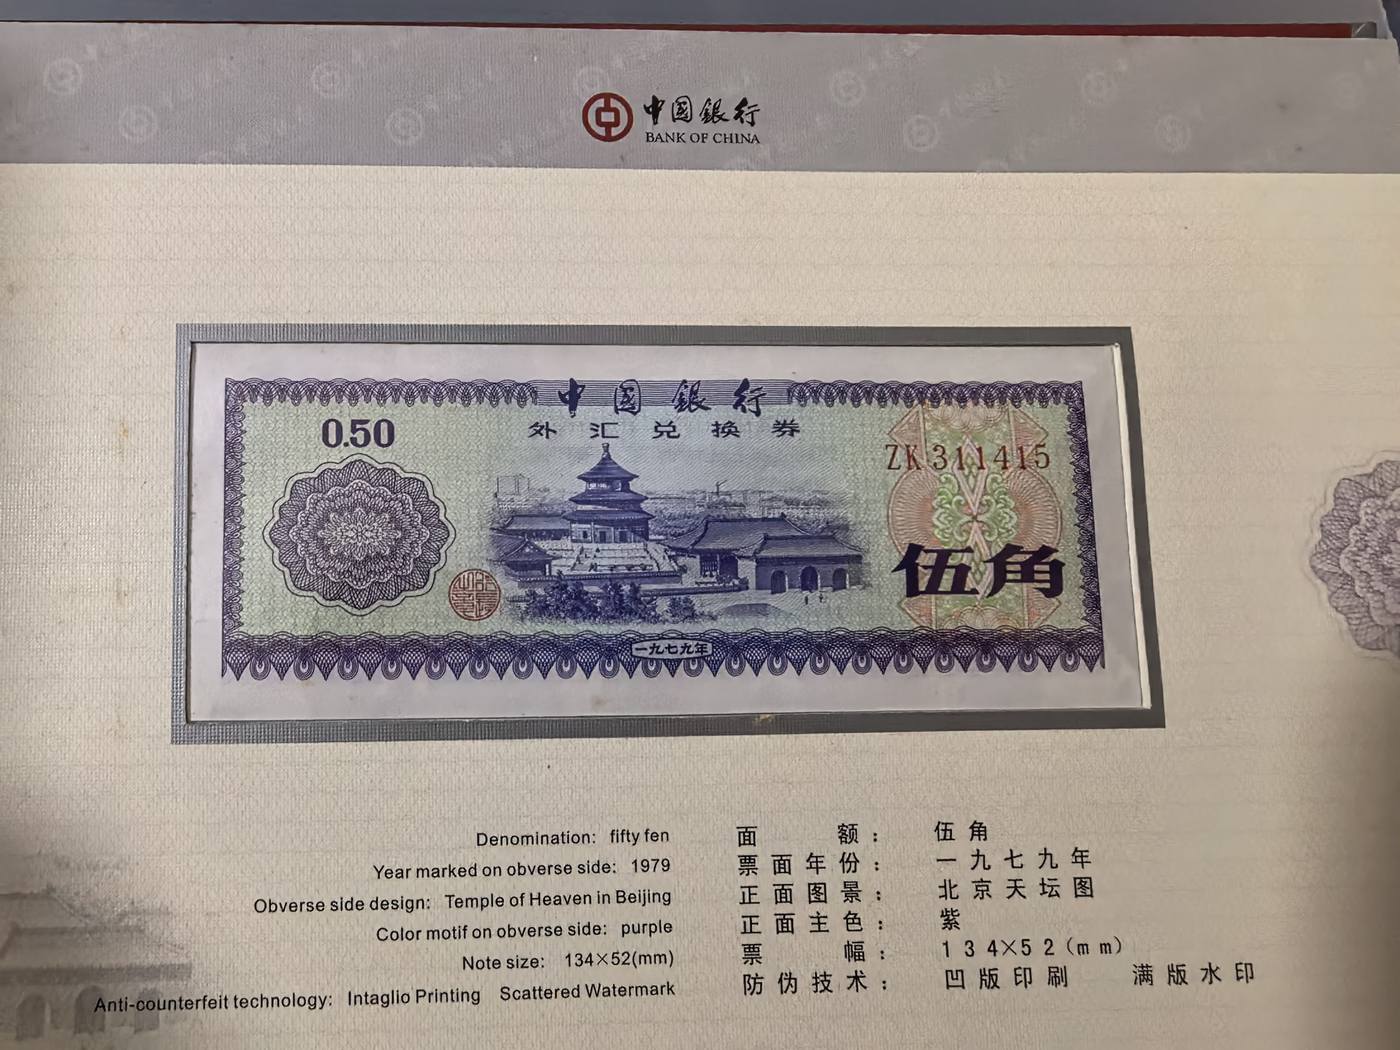 中国銀行
BANK OF CHINA
中国銀行
外汇兑换券
0.50
ZK311415
伍角
一九七九年
Denomination: fifty fen
Year marked on obverse side: 1979
Obverse side design: Temple of Heaven in Beijing
Color motif on obverse side: purple
Note size: 134×52(mm)
Anti-counterfeit technology: Intaglio Printing Scattered Watermark
面额：伍角
票面年份：一九七九年
正面图景：北京天坛图
正面主色：紫
票幅：134×52(mm)
防伪技术：凹版印刷 满版水印